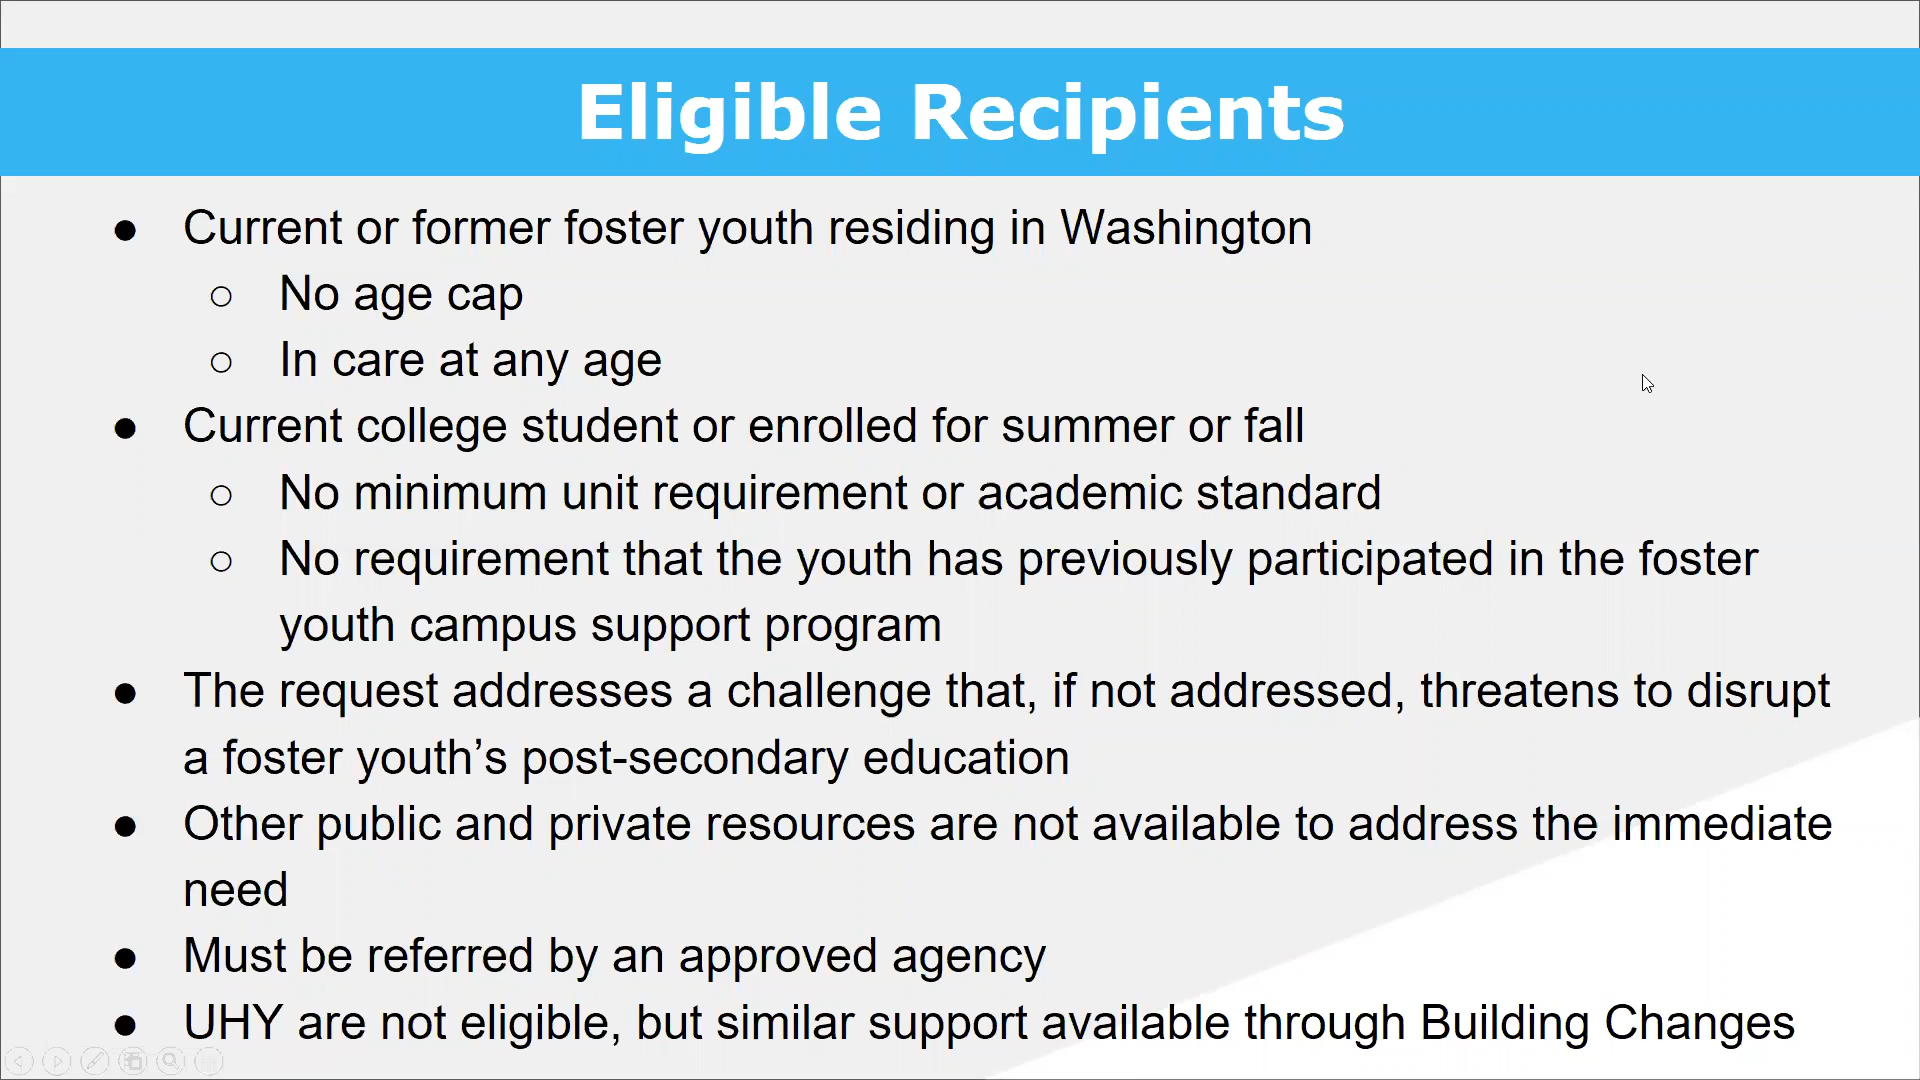 Eligible Recipients
● Current or former foster youth residing in Washington
○ No age cap
○ In care at any age
● Current college student or enrolled for summer or fall
○ No minimum unit requirement or academic standard
○ No requirement that the youth has previously participated in the foster
youth campus support program
● The request addresses a challenge that, if not addressed, threatens to disrupt
a foster youth’s post-secondary education
● Other public and private resources are not available to address the immediate
need
● Must be referred by an approved agency
● UHY are not eligible, but similar support available through Building Changes